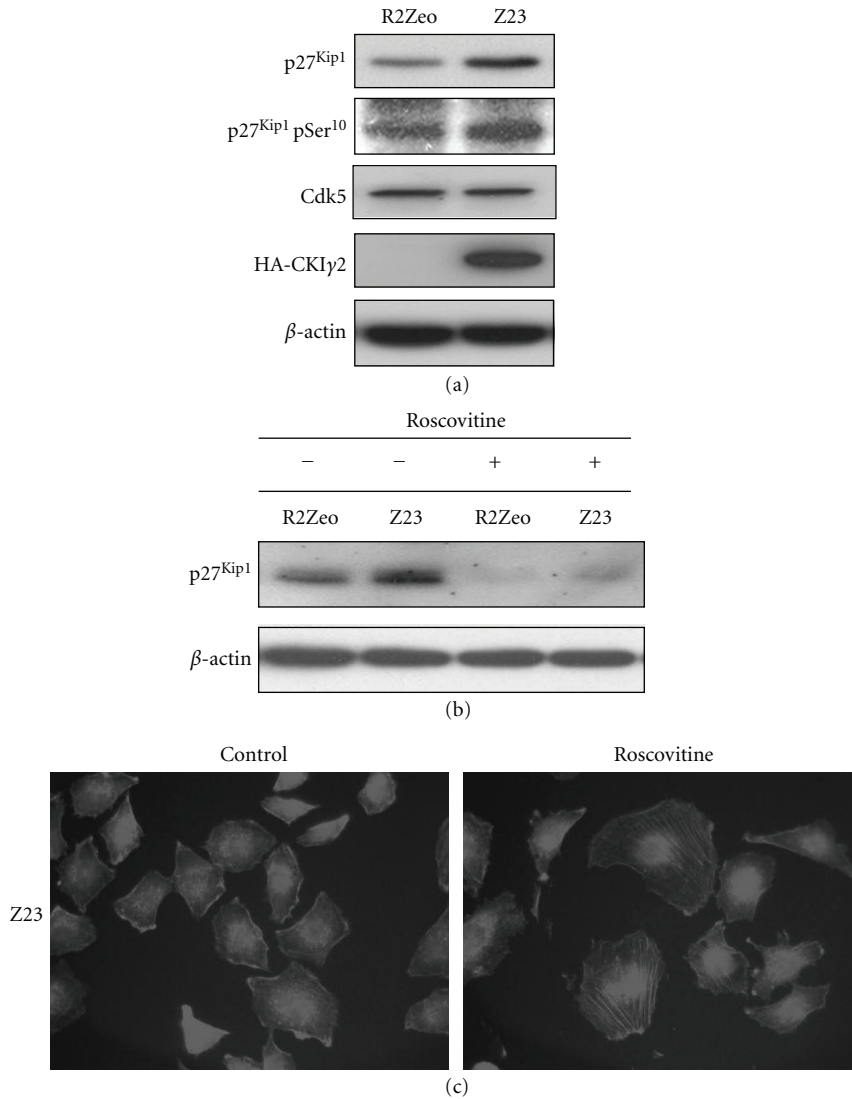 R2Zeo Z23
p27Kip1
p27Kip1 pSer10
Cdk5
HA-CKIγ2
β-actin
(a)
Roscovitine
− − + +
R2Zeo Z23 R2Zeo Z23
p27Kip1
β-actin
(b)
Control Roscovitine
Z23
(c)